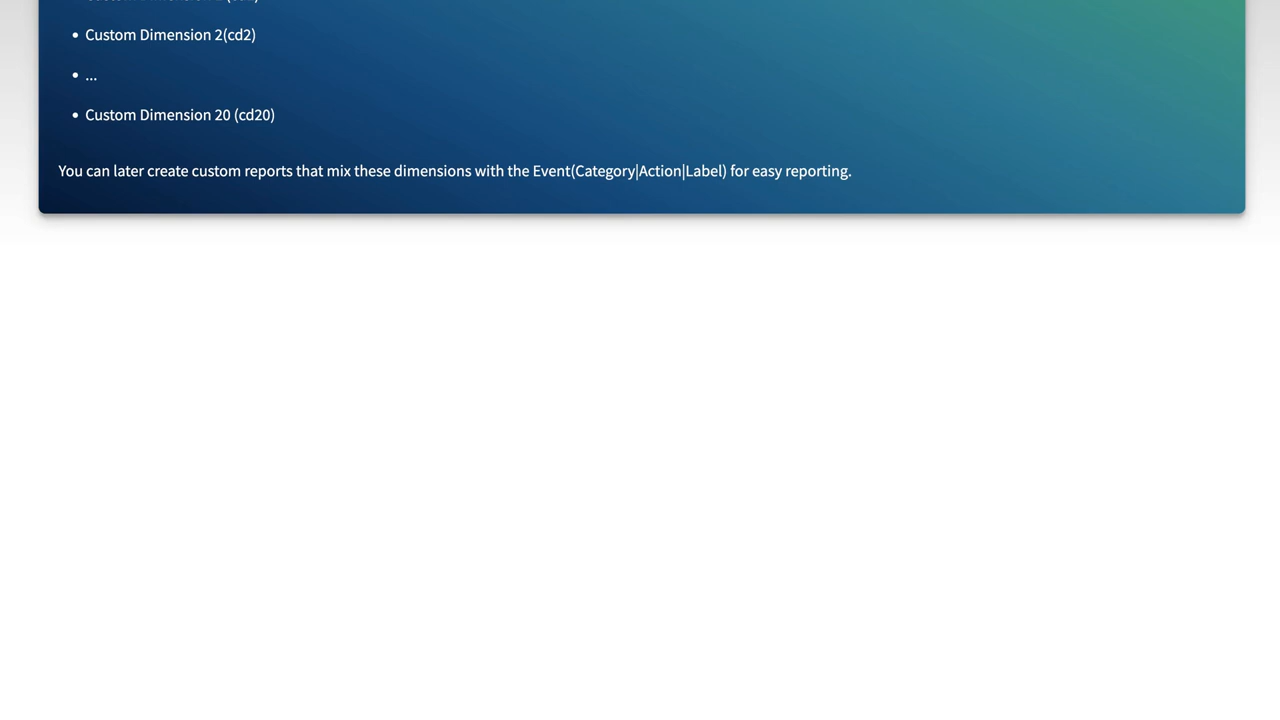 • Custom Dimension 2(cd2)
• ...
• Custom Dimension 20 (cd20)
You can later create custom reports that mix these dimensions with the Event(Category|Action|Label) for easy reporting.